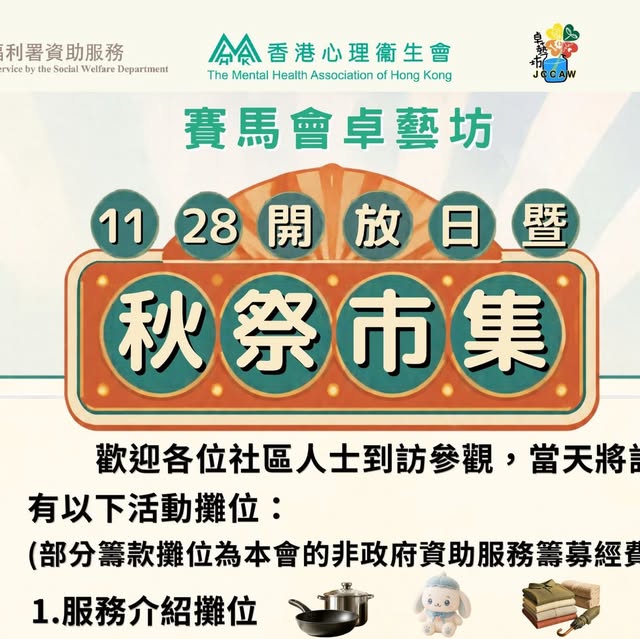 福利署資助服務
ervice by the Social Welfare Department
香港心理衞生會
The Mental Health Association of Hong Kong
卓藝坊
JCCAW
賽馬會卓藝坊
11 28 開放日暨
秋祭市集
歡迎各位社區人士到訪參觀，當天將設
有以下活動攤位：
(部分籌款攤位為本會的非政府資助服務籌募經費
1.服務介紹攤位